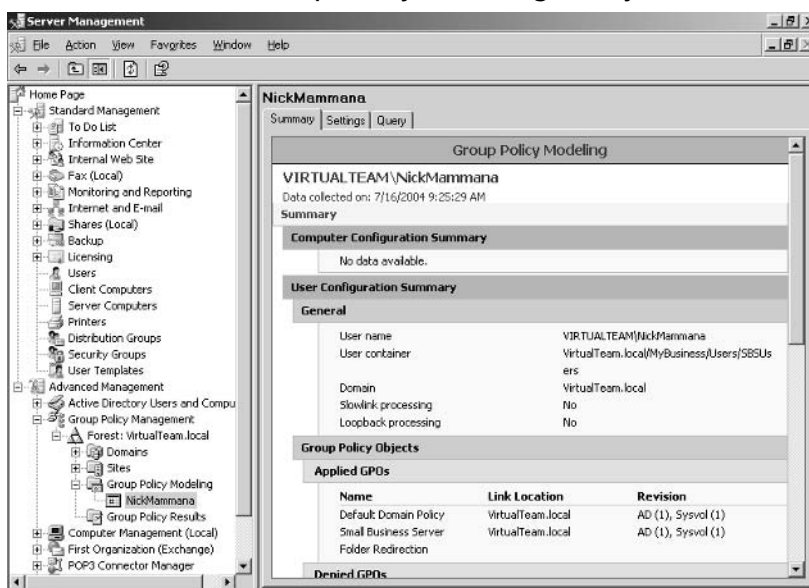 Server Management
File Action View Favorites Window Help
Home Page
Standard Management
To Do List
Information Center
Internal Web Site
Fax (Local)
Monitoring and Reporting
Internet and E-mail
Shares (Local)
Backup
Licensing
Users
Client Computers
Server Computers
Printers
Distribution Groups
Security Groups
User Templates
Advanced Management
Active Directory Users and Compu
Group Policy Management
Forest: VirtualTeam.local
Domains
Sites
Group Policy Modeling
NickMammana
Group Policy Results
Computer Management (Local)
First Organization (Exchange)
POP3 Connector Manager
NickMammana
Summary Settings Query
Group Policy Modeling
VIRTUALTEAM\NickMammana
Data collected on: 7/16/2004 9:25:29 AM
Summary
Computer Configuration Summary
No data available.
User Configuration Summary
General
User name VIRTUALTEAM\NickMammana
User container VirtualTeam.local/MyBusiness/Users/SBSUs
ers
Domain VirtualTeam.local
Slowlink processing No
Loopback processing No
Group Policy Objects
Applied GPOs
Name Link Location Revision
Default Domain Policy VirtualTeam.local AD (1), Sysvol (1)
Small Business Server VirtualTeam.local AD (1), Sysvol (1)
Folder Redirection
Denied GPOs